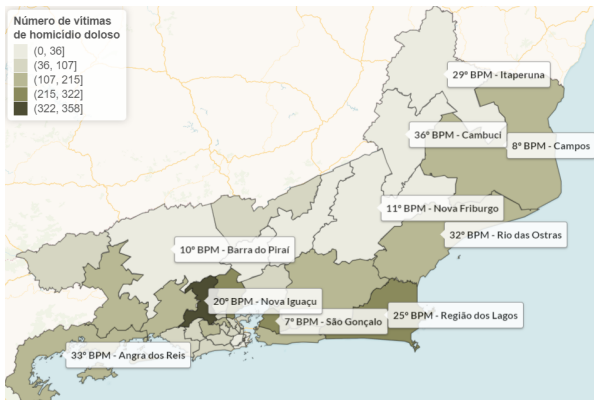 Número de vítimas
de homicídio doloso
(0, 36]
(36, 107]
(107, 215]
(215, 322]
(322, 358]
29º BPM - Itaperuna
36º BPM - Cambuci
8º BPM - Campos
11º BPM - Nova Friburgo
32º BPM - Rio das Ostras
10º BPM - Barra do Piraí
20º BPM - Nova Iguaçu
25º BPM - Região dos Lagos
7º BPM - São Gonçalo
33º BPM - Angra dos Reis